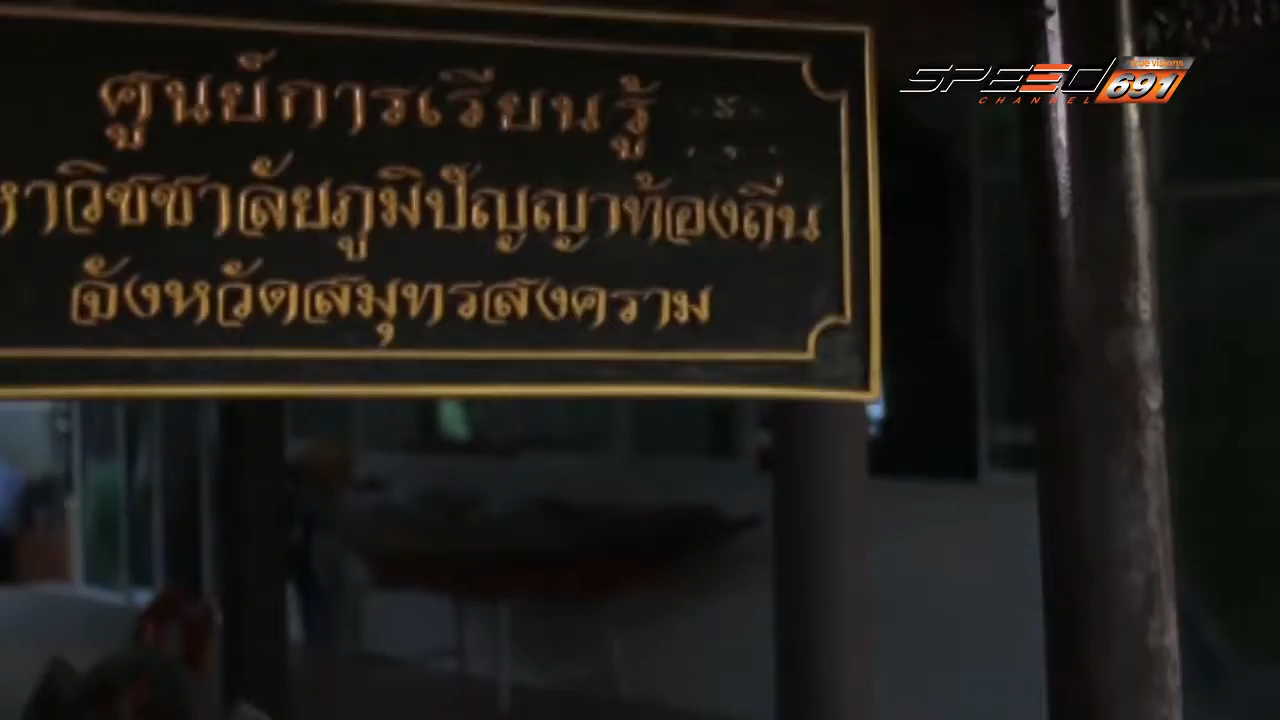 ศูนย์การเรียนรู้
หาวิชชาลัยภูมิปัญญาท้องถิ่น
จังหวัดสมุทรสงคราม
SPEED
CHANNEL 691